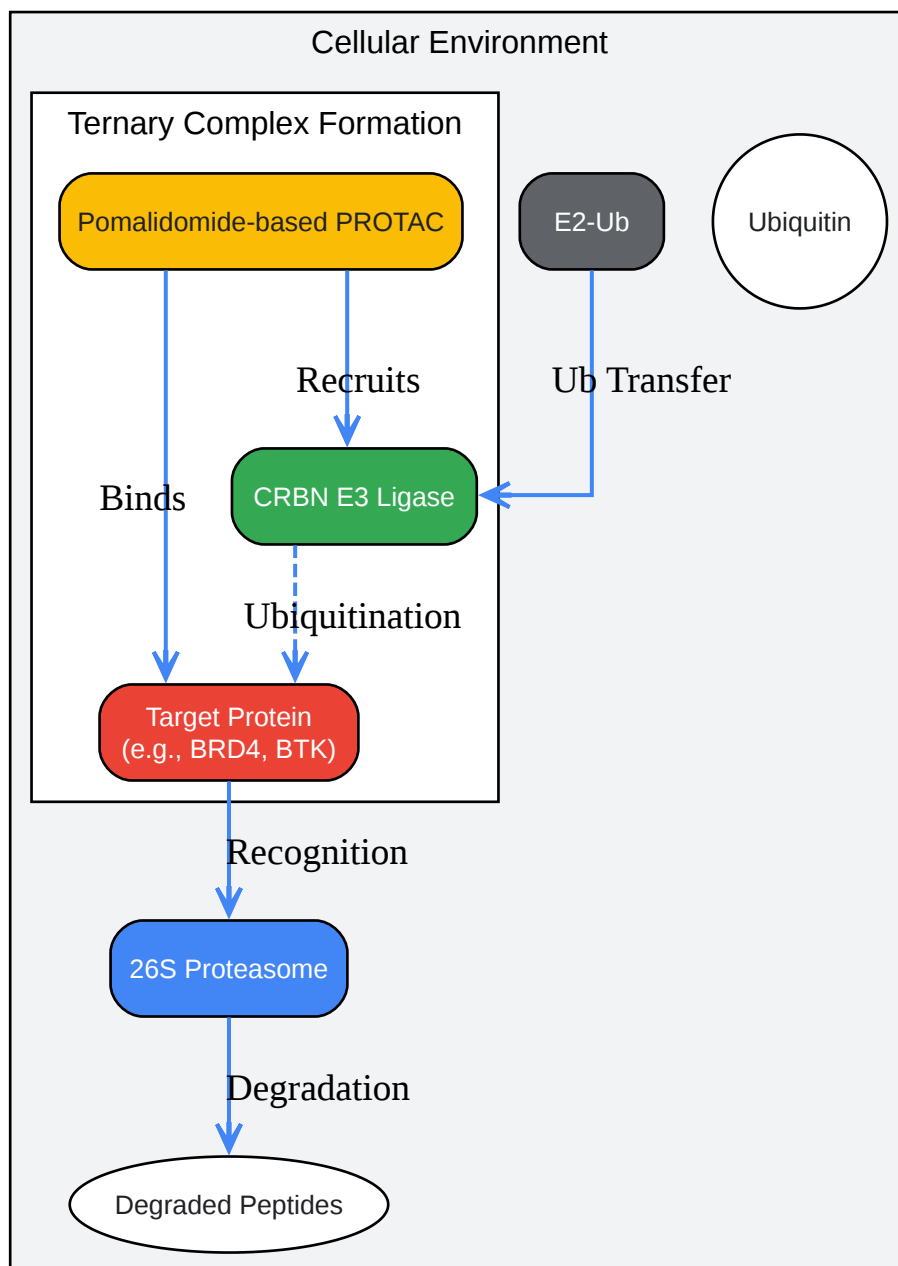 Cellular Environment
Ternary Complex Formation
Pomalidomide-based PROTAC
E2-Ub
Ubiquitin
Recruits
Ub Transfer
Binds
CRBN E3 Ligase
Ubiquitination
Target Protein
(e.g., BRD4, BTK)
Recognition
26S Proteasome
Degradation
Degraded Peptides